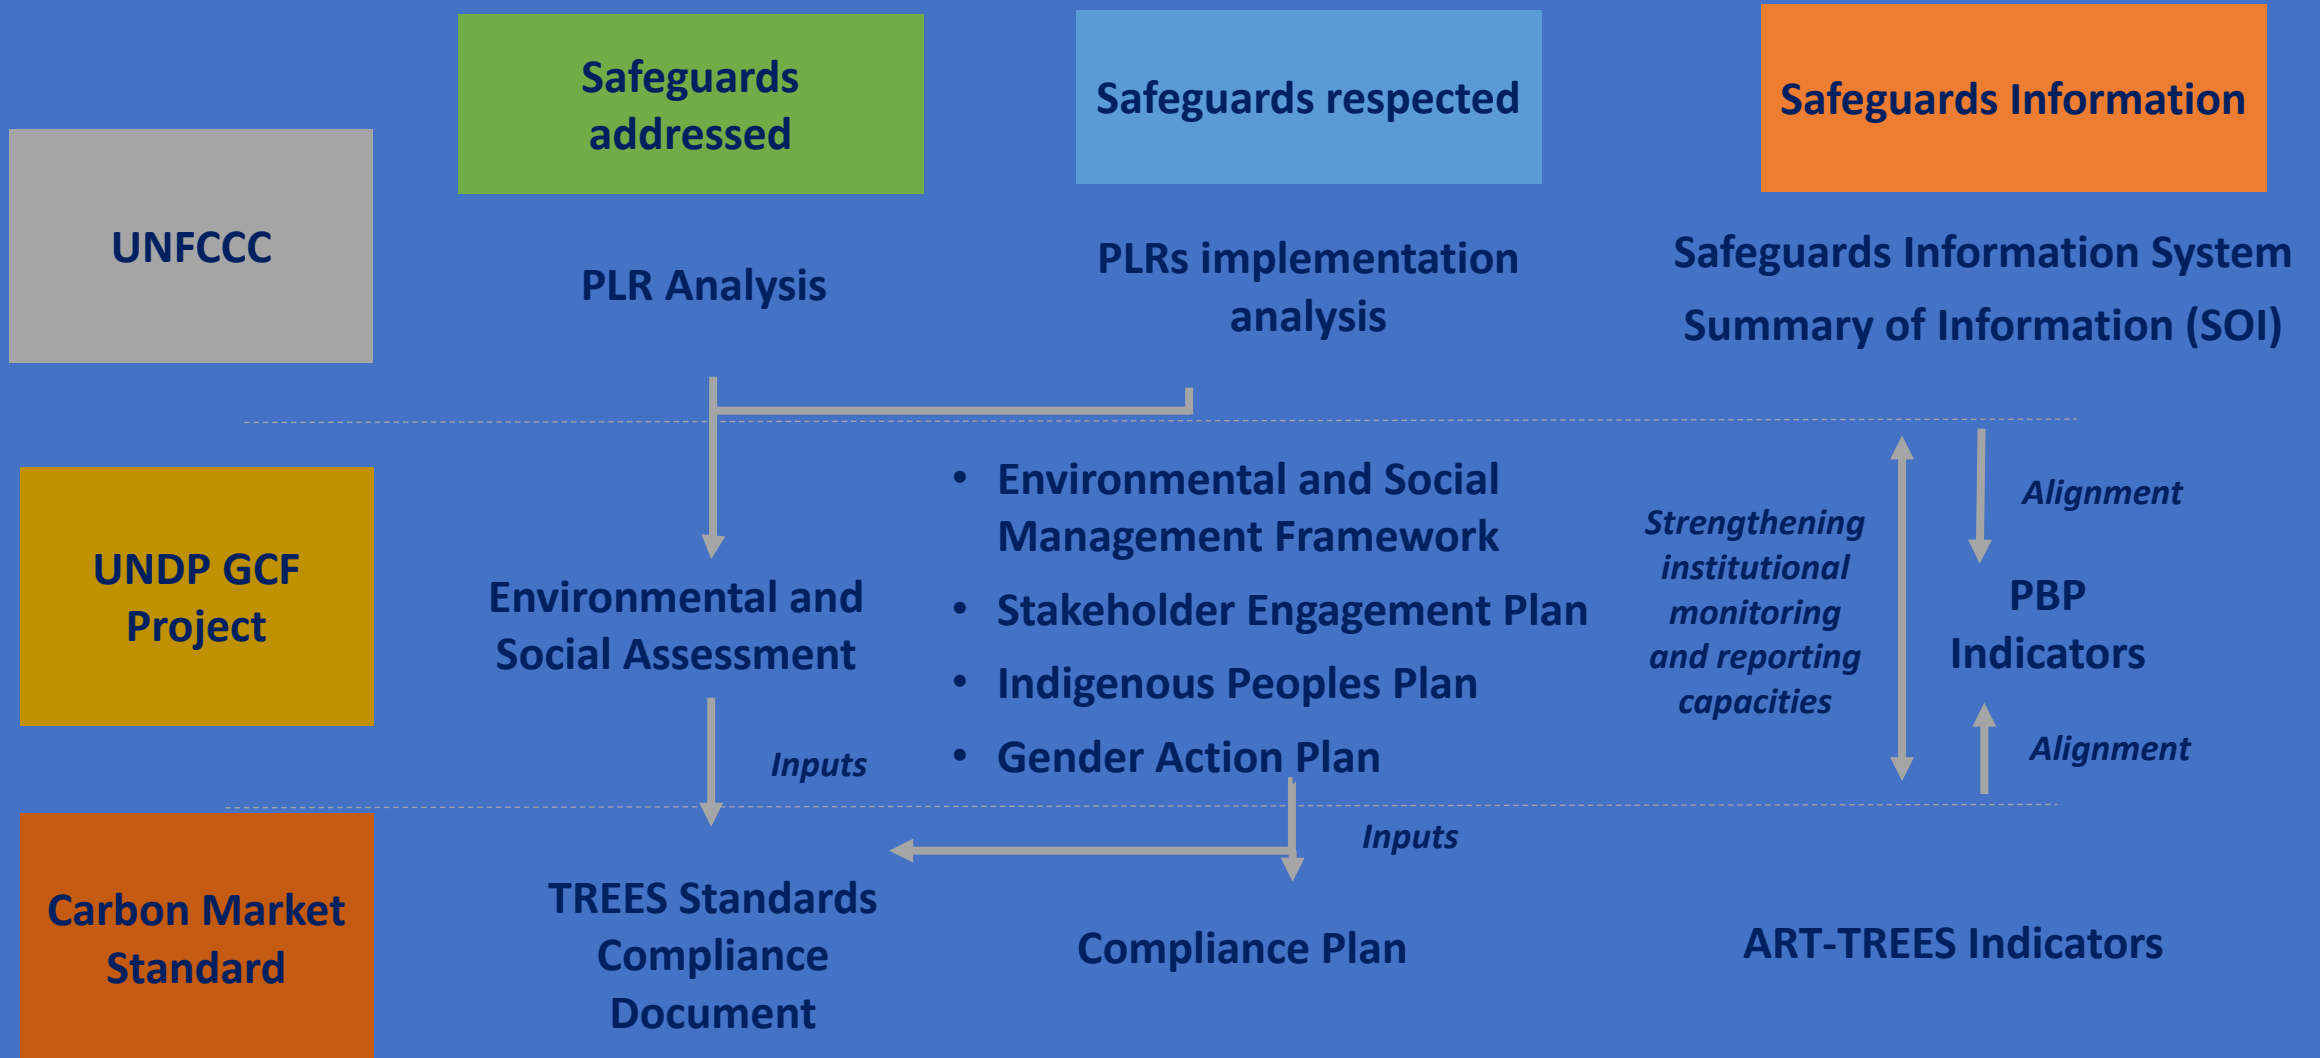 Safeguards
addressed
Safeguards respected
Safeguards Information
UNFCCC
PLR Analysis
PLRs implementation
analysis
Safeguards Information System
Summary of Information (SOI)
UNDP GCF
Project
Environmental and
Social Assessment
• Environmental and Social
Management Framework
• Stakeholder Engagement Plan
• Indigenous Peoples Plan
• Gender Action Plan
Strengthening
institutional
monitoring
and reporting
capacities
Alignment
PBP
Indicators
Alignment
Inputs
Inputs
Carbon Market
Standard
TREES Standards
Compliance
Document
Compliance Plan
ART-TREES Indicators